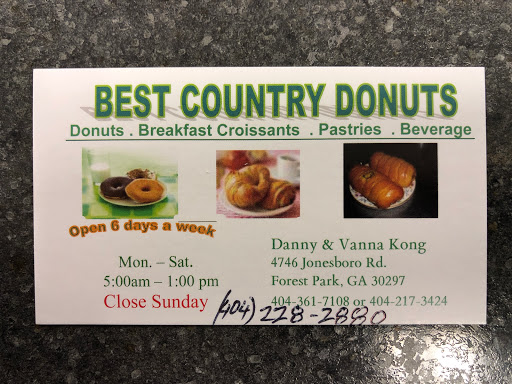 BEST COUNTRY DONUTS
Donuts . Breakfast Croissants . Pastries . Beverage
Open 6 days a week
Mon. – Sat.
5:00am – 1:00 pm
Close Sunday
Danny & Vanna Kong
4746 Jonesboro Rd.
Forest Park, GA 30297
404-361-7108 or 404-217-3424
(404) 228-2880